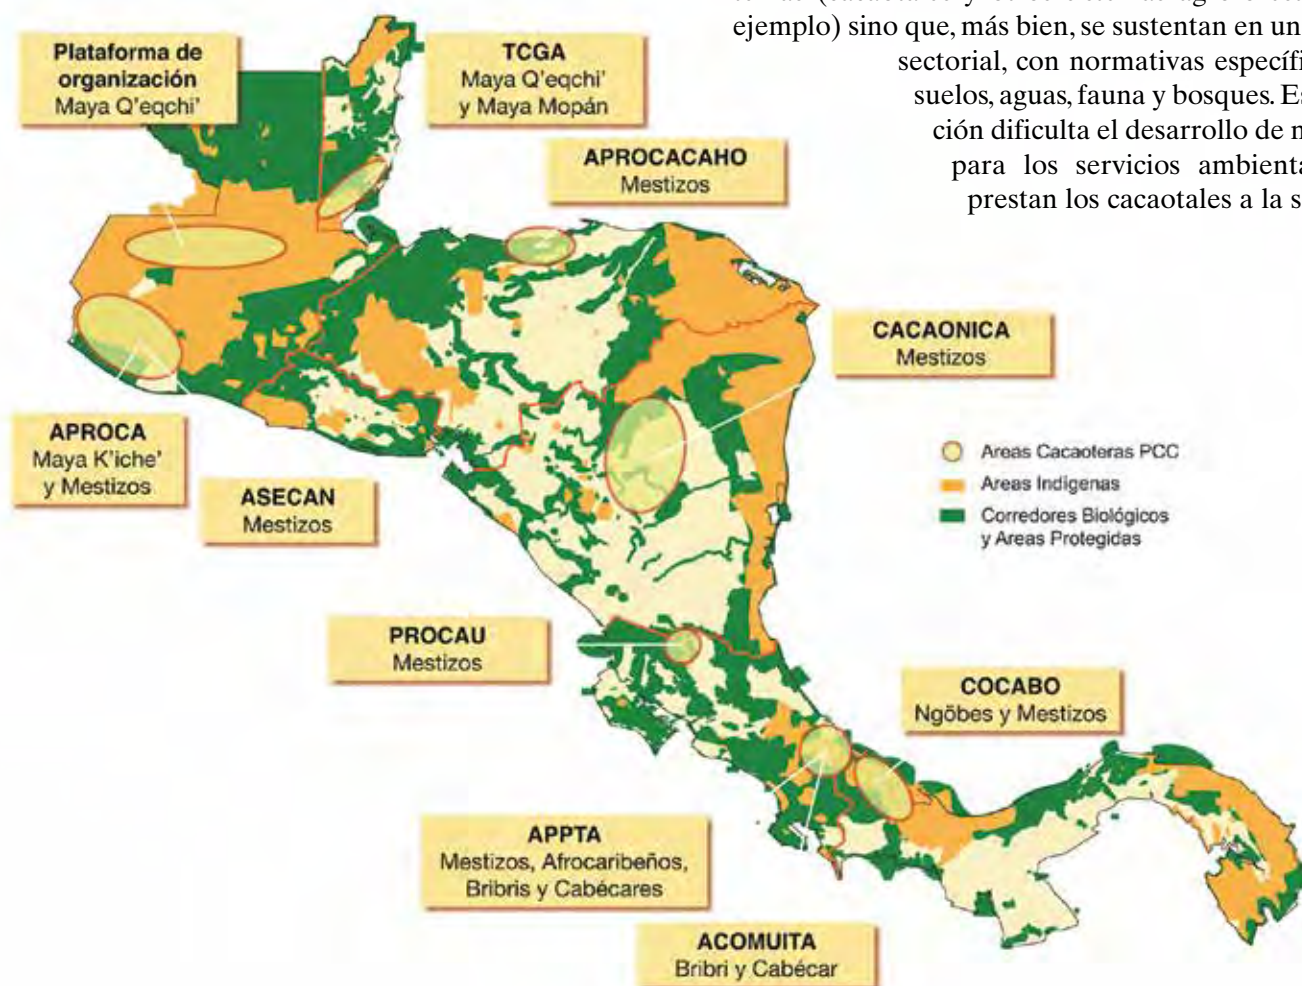 ejemplo) sino que, más bien, se sustentan en un
sectorial, con normativas específi
suelos, aguas, fauna y bosques. Es
ción dificulta el desarrollo de
para los servicios ambienta
prestan los cacaotales a la s
Plataforma de
organización
Maya Q'eqchi'
TCGA
Maya Q'eqchi'
y Maya Mopán
APROCACAHO
Mestizos
CACAONICA
Mestizos
APROCA
Maya K'iche'
y Mestizos
ASECAN
Mestizos
Areas Cacaoteras PCC
Areas Indígenas
Corredores Biológicos
y Areas Protegidas
PROCAU
Mestizos
COCABO
Ngöbes y Mestizos
APPTA
Mestizos, Afrocaribeños,
Bribris y Cabécares
ACOMUITA
Bribri y Cabécar